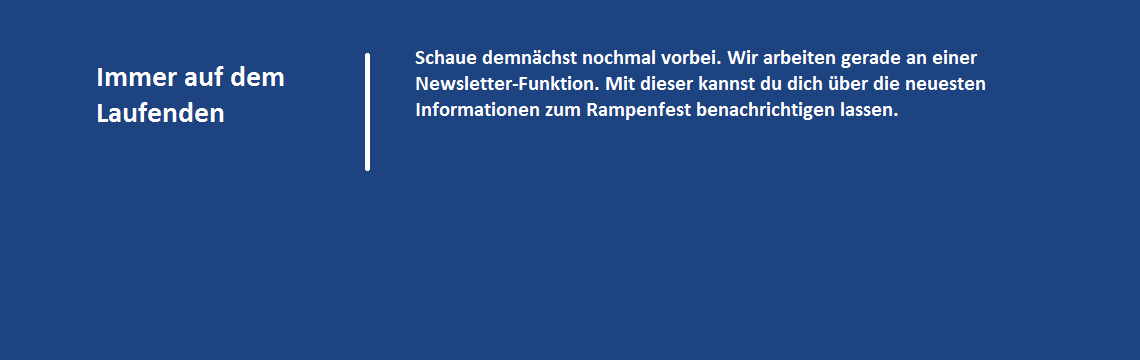 Immer auf dem
Laufenden
Schaue demnächst nochmal vorbei. Wir arbeiten gerade an einer
Newsletter-Funktion. Mit dieser kannst du dich über die neuesten
Informationen zum Rampenfest benachrichtigen lassen.